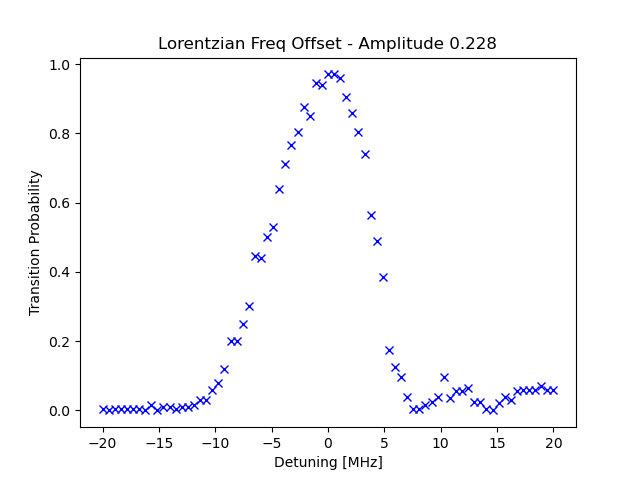 Lorentzian Freq Offset - Amplitude 0.228
Transition Probability
1.0
0.8
0.6
0.4
0.2
0.0
−20 −15 −10 −5 0 5 10 15 20
Detuning [MHz]